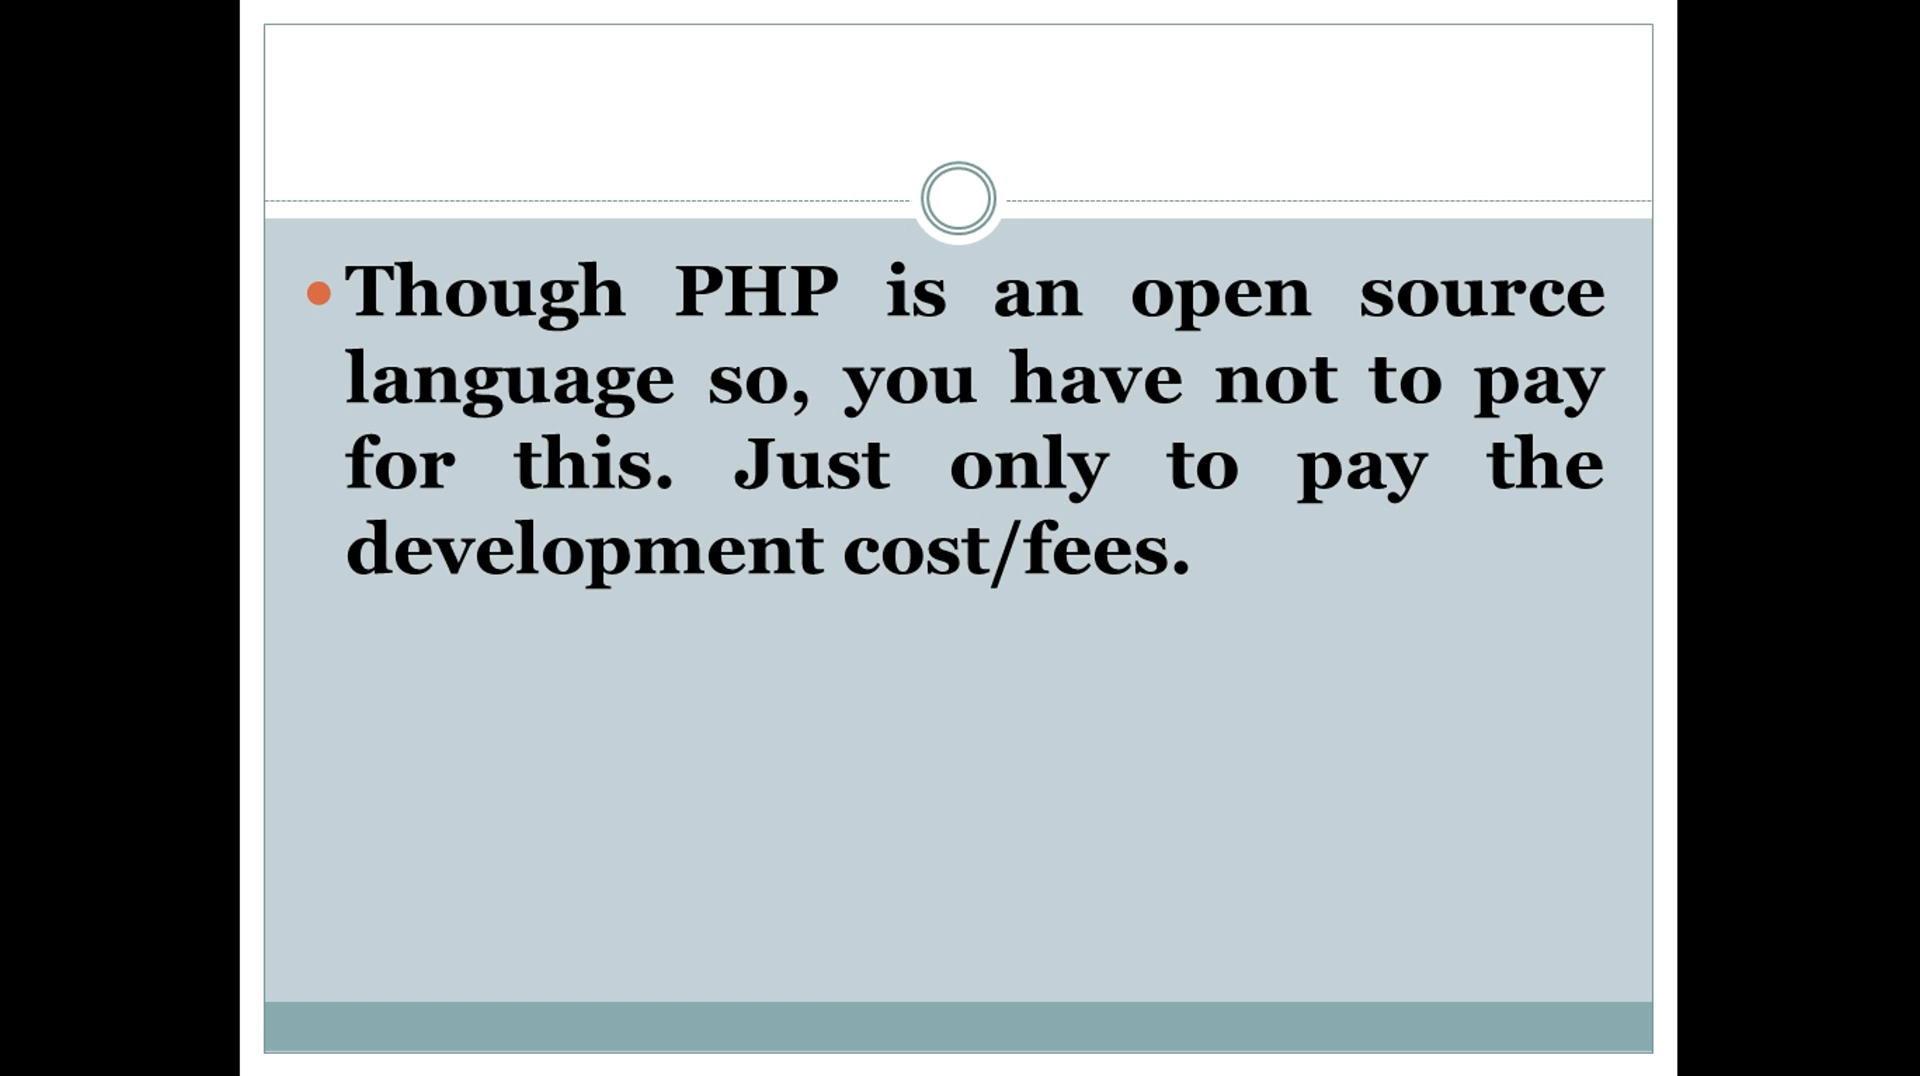 Though PHP is an open source
language so, you have not to pay
for this. Just only to pay the
development cost/fees.